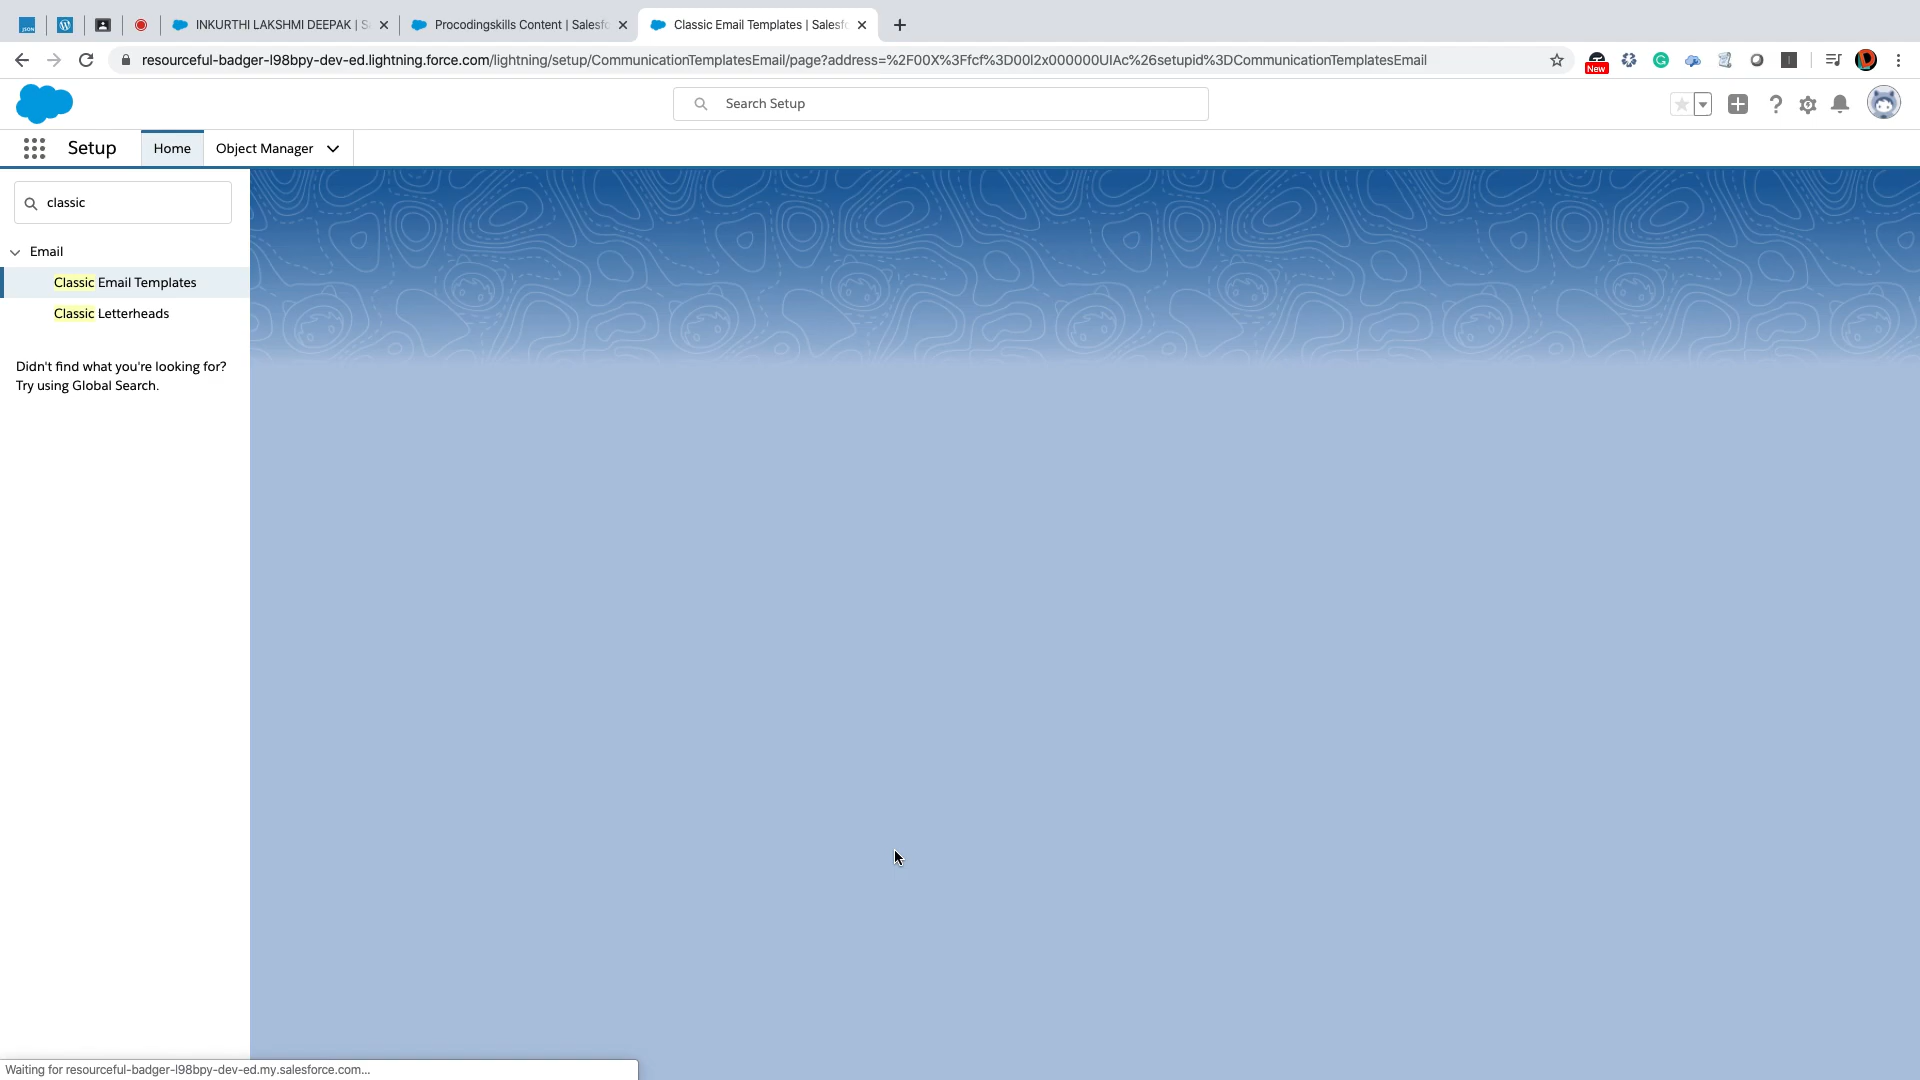 INKURTHI LAKSHMI DEEPAK | S
Procodingskills Content | Salesfo
Classic Email Templates | Salesfo
resourceful-badger-l98bpy-dev-ed.lightning.force.com/lightning/setup/CommunicationTemplatesEmail/page?address=%2F00X%3Ffcf%3D00l2x000000UIAc%26setupid%3DCommunicationTemplatesEmail
New
Search Setup
Setup
Home
Object Manager
classic
Email
Classic Email Templates
Classic Letterheads
Didn't find what you're looking for?
Try using Global Search.
Waiting for resourceful-badger-l98bpy-dev-ed.my.salesforce.com...